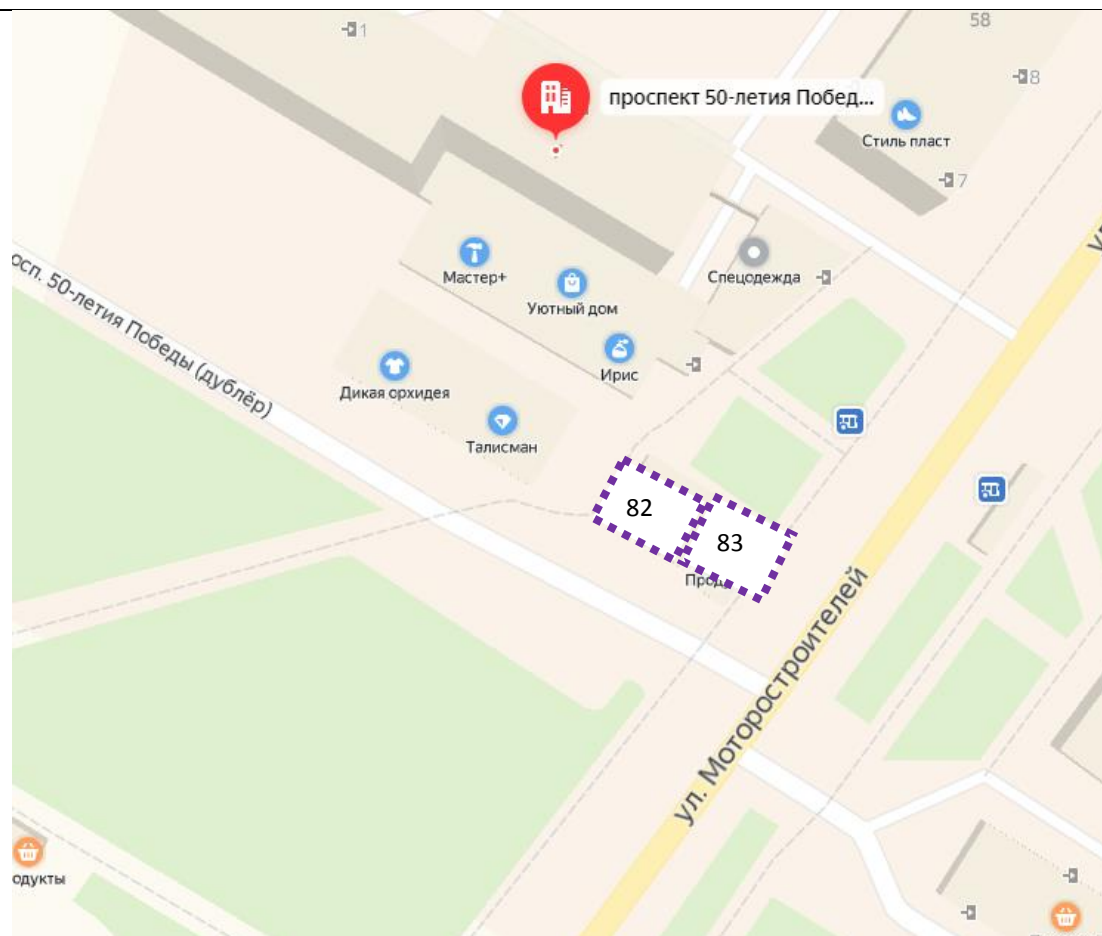 58
1
8
проспект 50-летия Побед...
Стиль пласт
7
Мастер+
Спецодежда
Уютный дом
Ирис
осп. 50-летия Победы (дублёр)
Дикая орхидея
Талисман
82
83
Прод
ул. Моторостроителей
одукты